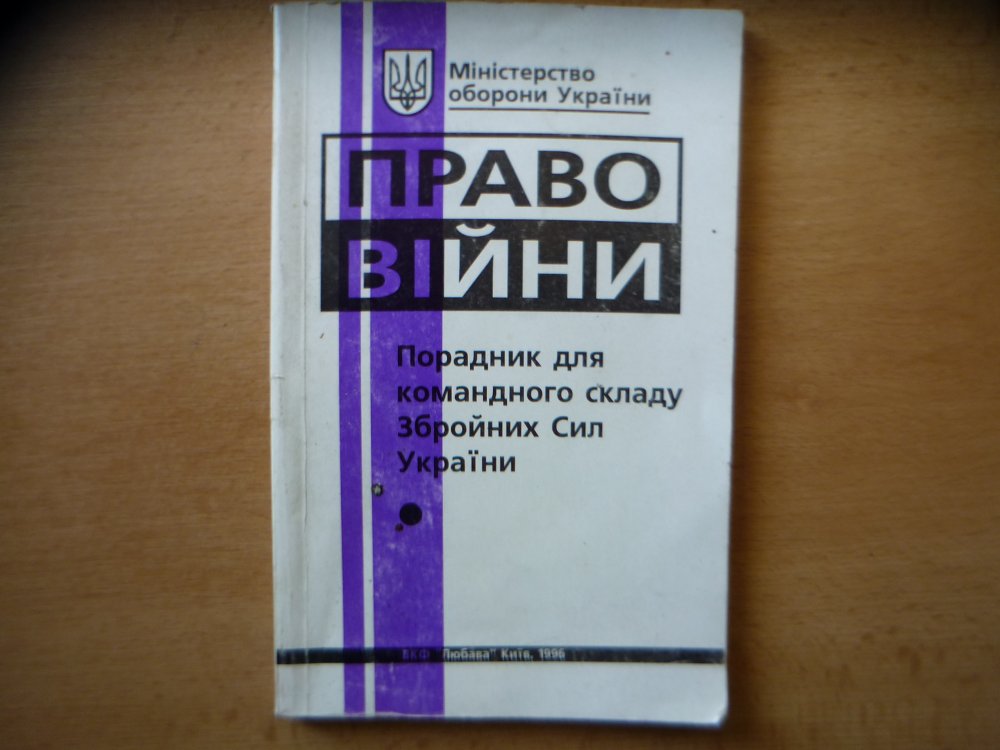 Міністерство
оборони України
ПРАВО
ВІЙНИ
Порадник для
командного складу
Збройних Сил
України
ВКФ "Любава" Київ, 1996